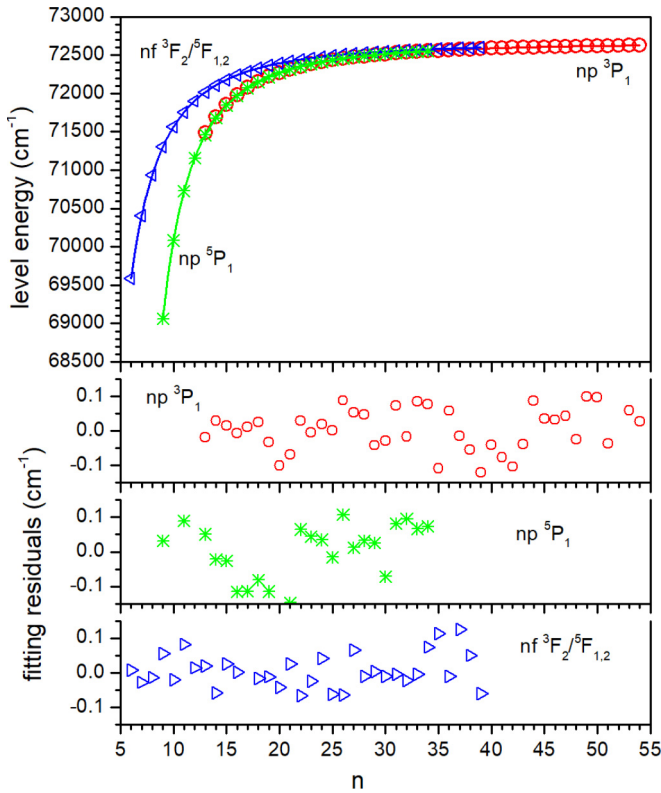 73000
72500
72000
71500
71000
70500
70000
69500
69000
68500
level energy (cm⁻¹)
nf ³F₂/⁵F₁,₂
np ³P₁
np ⁵P₁
0.1
0.0
-0.1
np ³P₁
0.1
0.0
-0.1
np ⁵P₁
0.1
0.0
-0.1
nf ³F₂/⁵F₁,₂
fitting residuals (cm⁻¹)
5 10 15 20 25 30 35 40 45 50 55
n